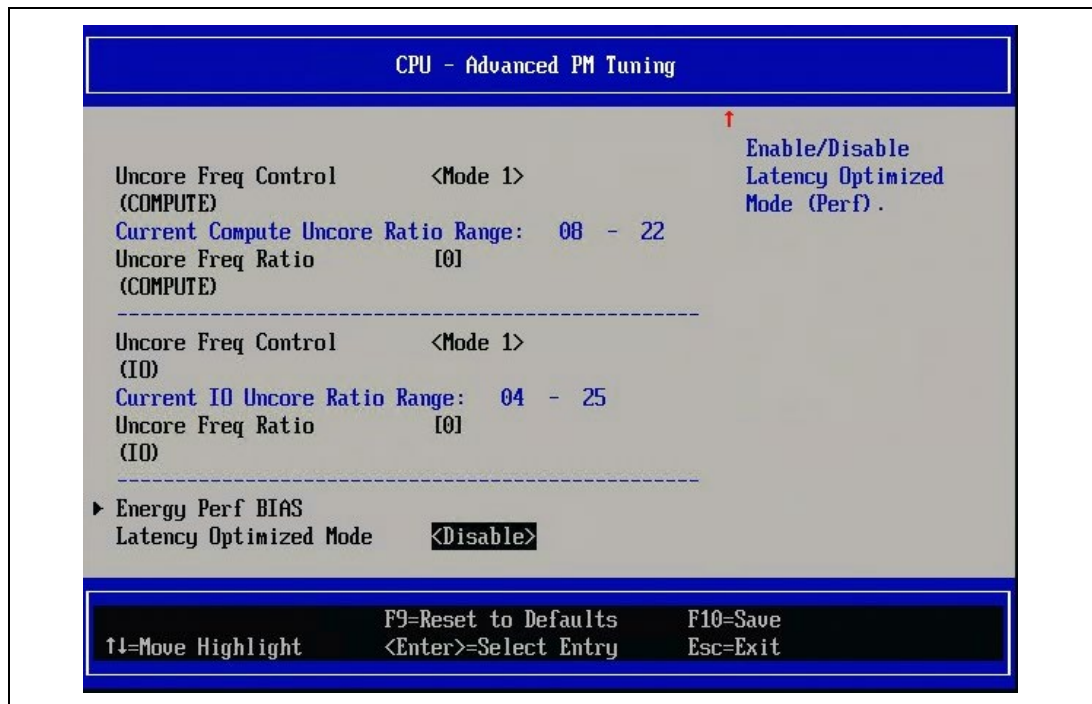 CPU - Advanced PM Tuning
↑
Enable/Disable
Latency Optimized
Mode (Perf).
Uncore Freq Control <Mode 1>
(COMPUTE)
Current Compute Uncore Ratio Range: 08 - 22
Uncore Freq Ratio [0]
(COMPUTE)
------------------------------------------------
Uncore Freq Control <Mode 1>
(IO)
Current IO Uncore Ratio Range: 04 - 25
Uncore Freq Ratio [0]
(IO)
------------------------------------------------
▶ Energy Perf BIAS
Latency Optimized Mode <Disable>
F9=Reset to Defaults F10=Save
↑↓=Move Highlight <Enter>=Select Entry Esc=Exit